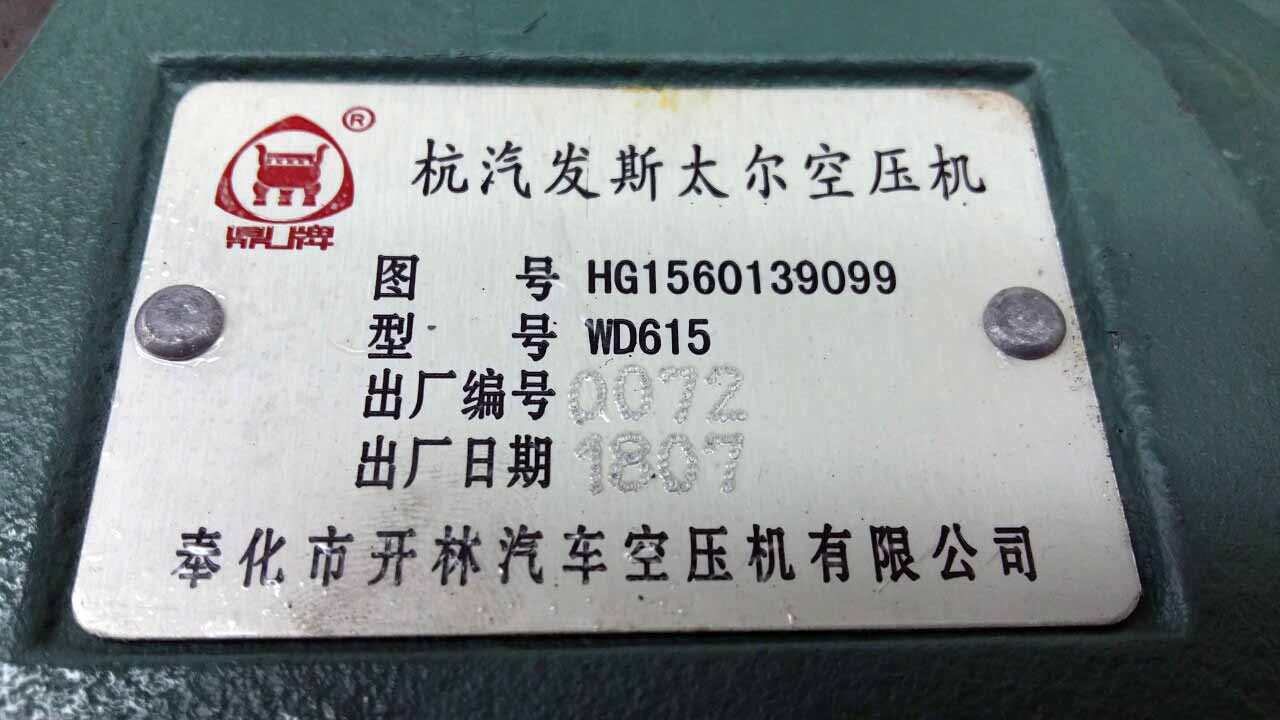 ®
杭汽发斯太尔空压机
鼎牌
图 号 HG1560139099
型 号 WD615
出厂编号 0072
出厂日期 1807
奉化市开林汽车空压机有限公司